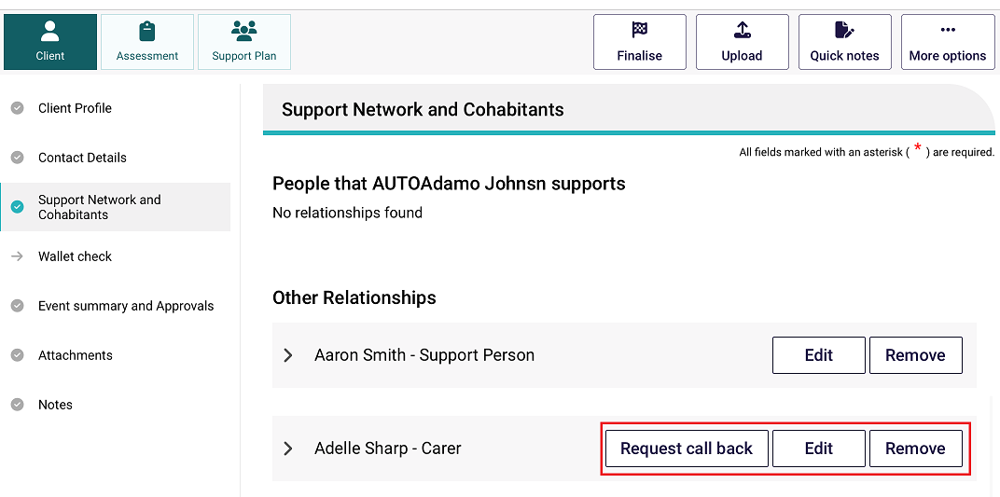 Client
Assessment
Support Plan
Finalise
Upload
Quick notes
More options
Client Profile
Contact Details
Support Network and
Cohabitants
Wallet check
Event summary and Approvals
Attachments
Notes
Support Network and Cohabitants
All fields marked with an asterisk ( * ) are required.
People that AUTOAdamo Johnsn supports
No relationships found
Other Relationships
Aaron Smith - Support Person
Edit
Remove
Adelle Sharp - Carer
Request call back
Edit
Remove